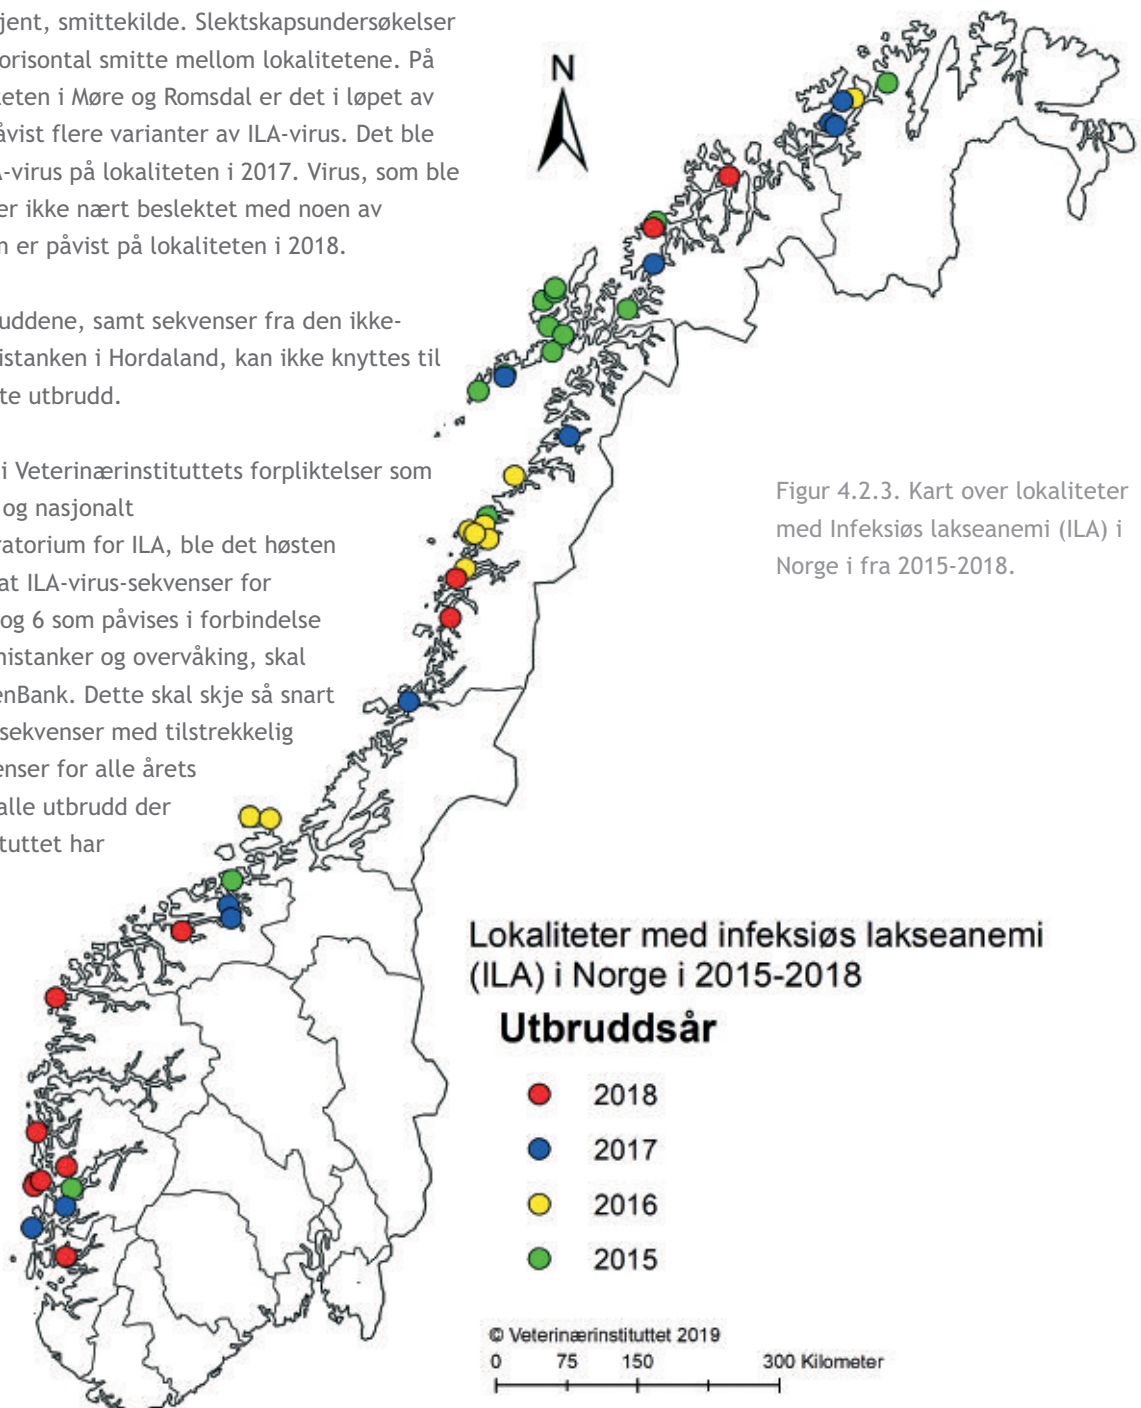 jent, smittekilde. Slektskapsundersøkelser
orisontal smitte mellom lokalitetene. På
eten i Møre og Romsdal er det i løpet av
åvist flere varianter av ILA-virus. Det ble
-virus på lokaliteten i 2017. Virus, som ble
er ikke nært beslektet med noen av
n er påvist på lokaliteten i 2018.
uddene, samt sekvenser fra den ikke-
istanken i Hordaland, kan ikke knyttes til
te utbrudd.
i Veterinærinstituttets forpliktelser som
og nasjonalt
ratorium for ILA, ble det høsten
at ILA-virus-sekvenser for
og 6 som påvises i forbindelse
nistanker og overvåking, skal
enBank. Dette skal skje så snart
sekvenser med tilstrekkelig
enser for alle årets
alle utbrudd der
tuttet har
N
Figur 4.2.3. Kart over lokaliteter
med Infeksiøs lakseanemi (ILA) i
Norge i fra 2015-2018.
Lokaliteter med infeksiøs lakseanemi
(ILA) i Norge i 2015-2018
Utbruddsår
2018
2017
2016
2015
© Veterinærinstituttet 2019
0 75 150 300 Kilometer